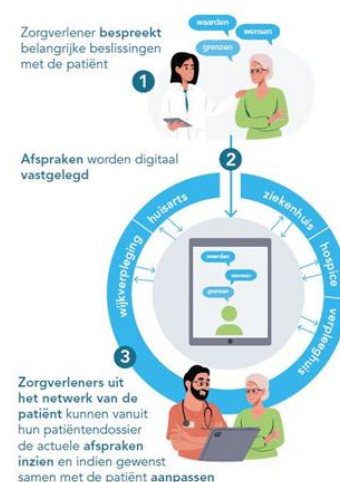 Zorgverlener bespreekt
belangrijke beslissingen
met de patiënt
waarden
wensen
grenzen
1
Afspraken worden digitaal
vastgelegd
2
huisarts
ziekenhuis
wijkverpleging
hospice
verpleeghuis
waarden
wensen
grenzen
3
Zorgverleners uit
het netwerk van de
patiënt kunnen vanuit
hun patiëntendossier
de actuele afspraken
inzien en indien gewenst
samen met de patiënt aanpassen